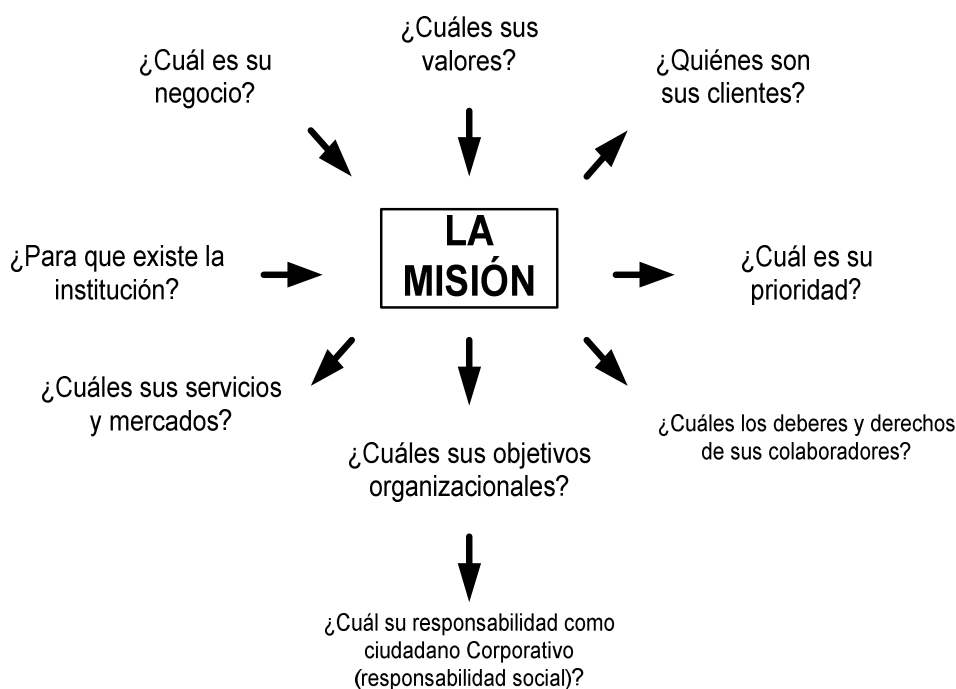 ¿Cuáles sus
valores?
¿Cuál es su
negocio?
¿Quiénes son
sus clientes?
LA
MISIÓN
¿Para que existe la
institución?
¿Cuál es su
prioridad?
¿Cuáles sus servicios
y mercados?
¿Cuáles los deberes y derechos
de sus colaboradores?
¿Cuáles sus objetivos
organizacionales?
¿Cuál su responsabilidad como
ciudadano Corporativo
(responsabilidad social)?